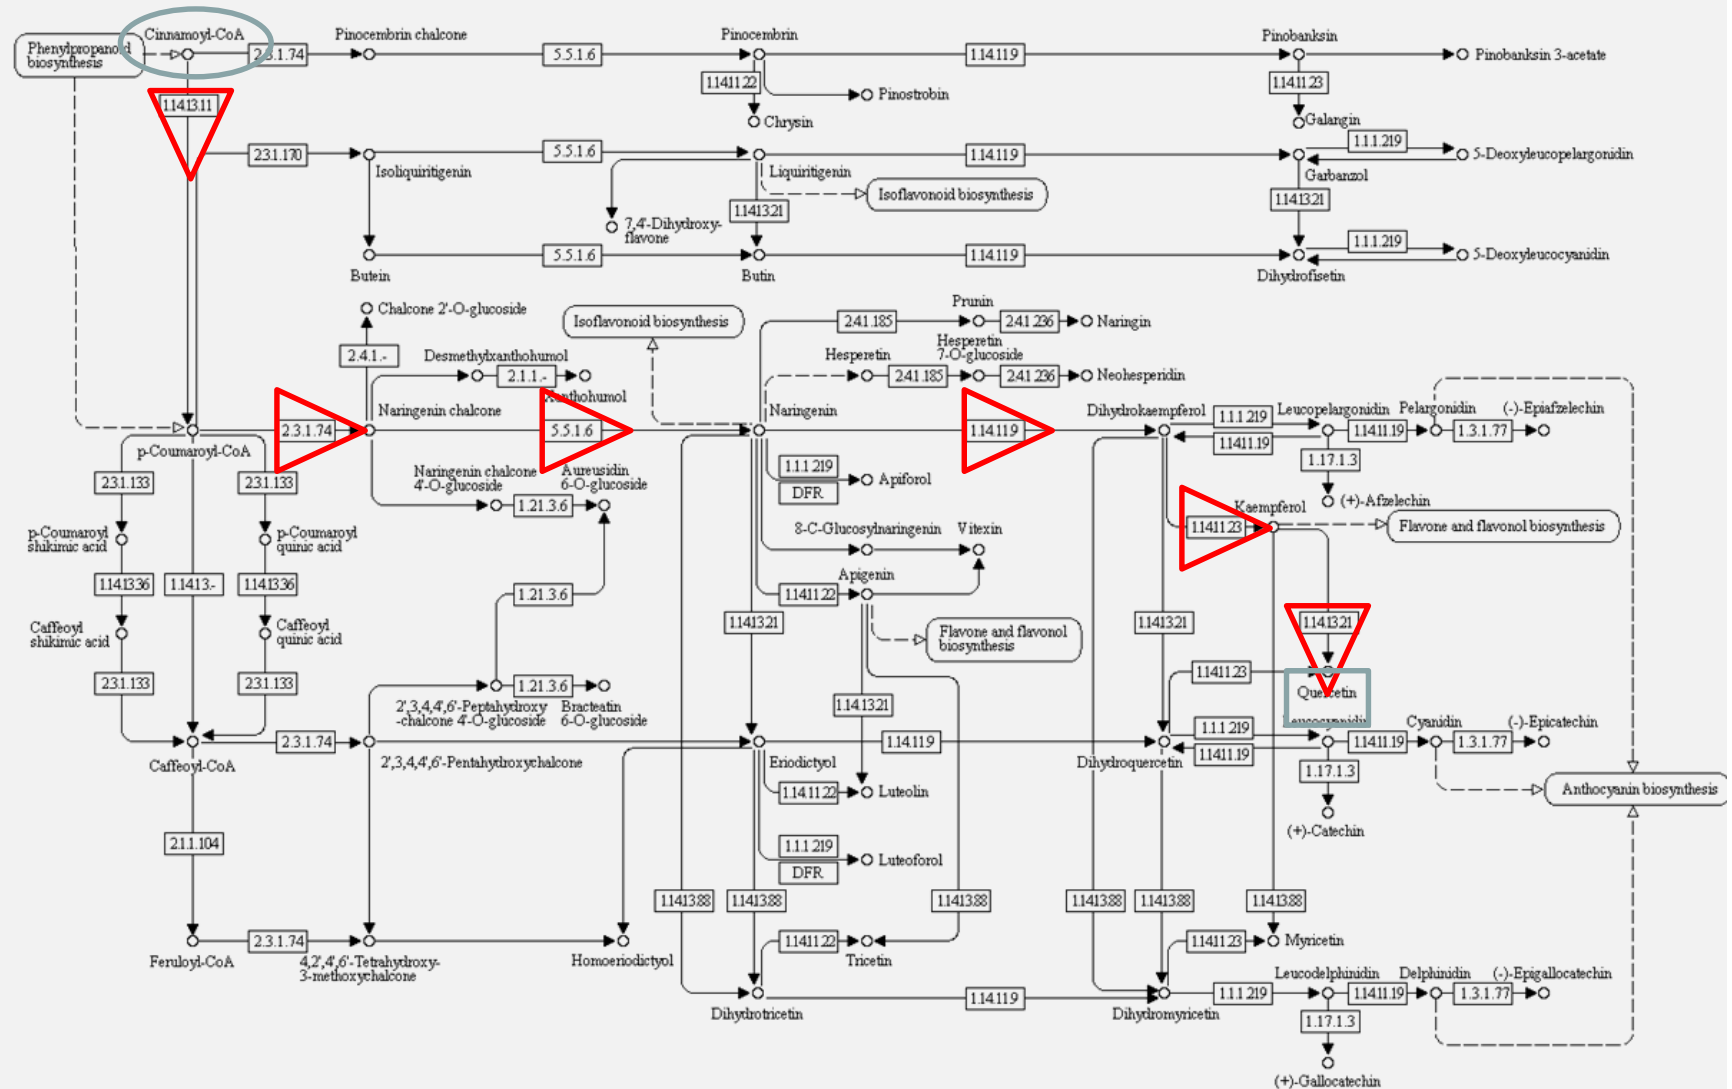 Cinnamoyl-CoA
Phenylpropanoid
biosynthesis
2.3.1.74
Pinocembrin chalcone
5.5.1.6
Pinocembrin
1.14.11.9
Pinobanksin
Pinobanksin 3-acetate
1.14.11.22
Pinostrobin
Chrysin
1.14.11.23
Galangin
1.14.13.11
2.3.1.170
Isoliquiritigenin
5.5.1.6
Liquiritigenin
1.14.11.9
Garbanzol
1.1.1.219
5-Deoxyleucopelargonidin
Isoflavonoid biosynthesis
7,4'-Dihydroxy-
flavone
1.14.13.21
1.14.13.21
Butein
5.5.1.6
Butin
1.14.11.9
Dihydrofisetin
1.1.1.219
5-Deoxyleucocyanidin
Chalcone 2'-O-glucoside
Isoflavonoid biosynthesis
Prunin
2.4.1.185
2.4.1.236
Naringin
2.4.1.-
Desmethylxanthohumol
2.1.1.-
Xanthohumol
Hesperetin
2.4.1.185
Hesperetin
7-O-glucoside
2.4.1.236
Neohesperidin
p-Coumaroyl-CoA
2.3.1.74
Naringenin chalcone
5.5.1.6
Naringenin
1.14.11.9
Dihydrokaempferol
1.1.1.219
1.14.11.19
Leucopelargonidin
1.14.11.19
Pelargonidin
1.3.1.77
(-)-Epiafzelechin
1.17.1.3
(+)-Afzelechin
2.3.1.133
2.3.1.133
Naringenin chalcone
4'-O-glucoside
1.21.3.6
Aureusidin
6-O-glucoside
1.1.1.219
DFR
Apiforol
1.14.11.23
Kaempferol
Flavone and flavonol biosynthesis
p-Coumaroyl
shikimic acid
p-Coumaroyl
quinic acid
8-C-Glucosylnaringenin
Vitexin
1.14.13.36
1.14.13.-
1.14.13.36
1.21.3.6
1.14.11.22
Apigenin
Caffeoyl
shikimic acid
Caffeoyl
quinic acid
1.14.13.21
Flavone and flavonol
biosynthesis
1.14.13.21
1.14.13.21
2.3.1.133
2.3.1.133
2',3,4,4',6'-Peptahydroxy
-chalcone 4'-O-glucoside
1.21.3.6
Bracteatin
6-O-glucoside
1.14.13.21
1.14.11.23
Quercetin
Leucocyanidin
Caffeoyl-CoA
2.3.1.74
2',3,4,4',6'-Pentahydroxychalcone
Eriodictyol
1.14.11.9
Dihydroquercetin
1.1.1.219
1.14.11.19
1.14.11.19
Cyanidin
1.3.1.77
(-)-Epicatechin
1.17.1.3
(+)-Catechin
Anthocyanin biosynthesis
1.14.11.22
Luteolin
2.1.1.104
1.1.1.219
DFR
Luteoforol
1.14.13.88
1.14.13.88
1.14.13.88
1.14.13.88
1.14.13.88
1.14.13.88
Feruloyl-CoA
2.3.1.74
4,2',4',6'-Tetrahydroxy-
3-methoxychalcone
Homoeriodictyol
1.14.11.22
Tricetin
1.14.11.23
Myricetin
Dihydrotricetin
1.14.11.9
Dihydromyricetin
1.1.1.219
Leucodelphinidin
1.14.11.19
Delphinidin
1.3.1.77
(-)-Epigallocatechin
1.17.1.3
(+)-Gallocatechin